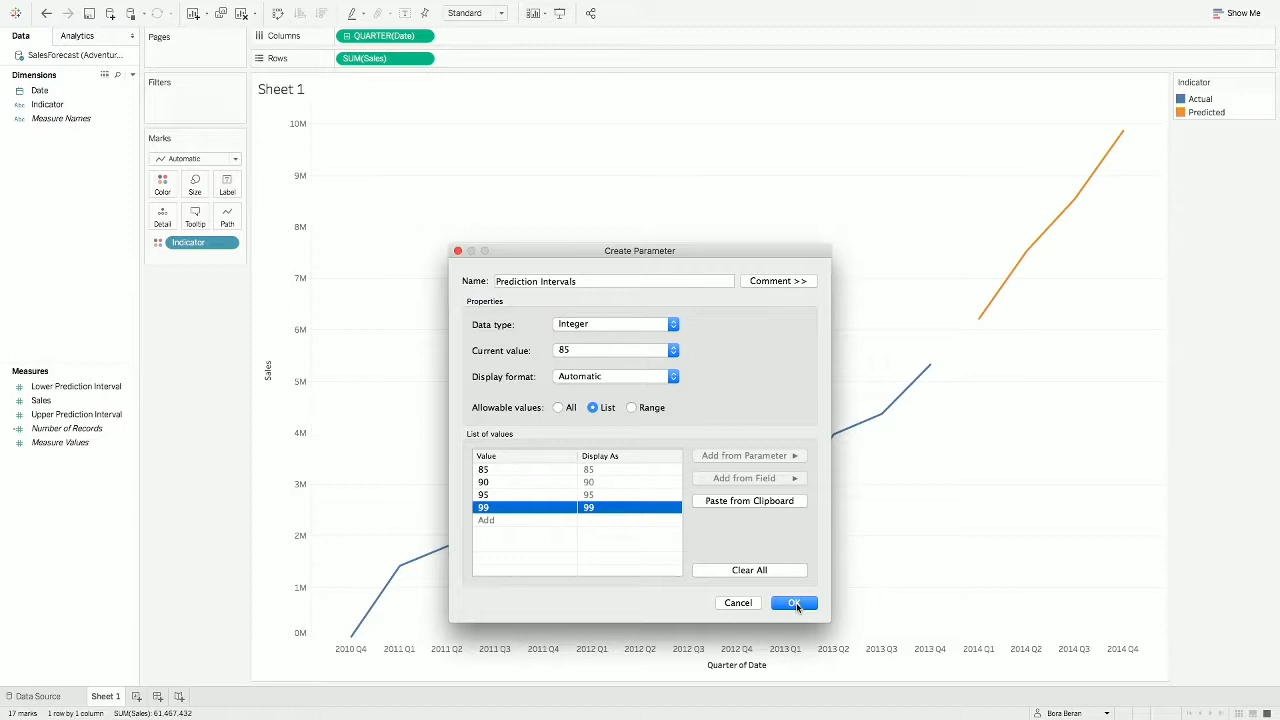 Standard
Show Me
Data
Analytics
SalesForecast (Adventur...
Dimensions
Date
Indicator
Measure Names
Measures
Lower Prediction Interval
Sales
Upper Prediction Interval
Number of Records
Measure Values
Pages
Filters
Marks
Automatic
Color
Size
Label
Detail
Tooltip
Path
Indicator
Columns
QUARTER(Date)
Rows
SUM(Sales)
Sheet 1
10M
9M
8M
7M
6M
5M
4M
3M
2M
1M
0M
Sales
2010 Q4 2011 Q1 2011 Q2 2011 Q3 2011 Q4 2012 Q1 2012 Q2 2012 Q3 2012 Q4 2013 Q1 2013 Q2 2013 Q3 2013 Q4 2014 Q1 2014 Q2 2014 Q3 2014 Q4
Quarter of Date
Indicator
Actual
Predicted
Create Parameter
Name: Prediction Intervals
Comment >>
Properties
Data type: Integer
Current value: 85
Display format: Automatic
Allowable values: All List Range
List of values
Value Display As
85 85
90 90
95 95
99 99
Add
Add from Parameter
Add from Field
Paste from Clipboard
Clear All
Cancel
OK
Data Source
Sheet 1
17 marks
1 row by 1 column
SUM(Sales): 61,467,432
Bora Beran